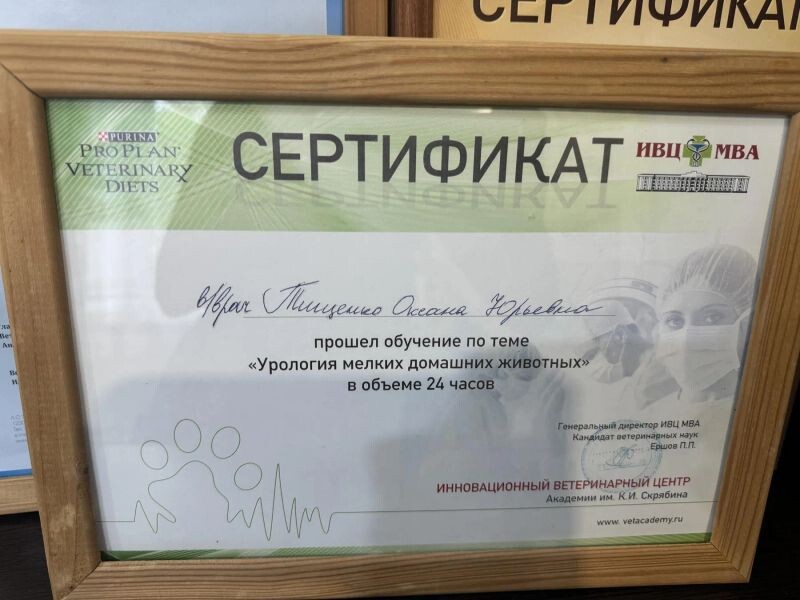 СЕРТИФИКАТ
PURINA
PRO PLAN
VETERINARY
DIETS
СЕРТИФИКАТ
ИВЦ МВА
в/врач Тищенко Оксана Юрьевна
прошел обучение по теме
«Урология мелких домашних животных»
в объеме 24 часов
Генеральный директор ИВЦ МВА
Кандидат ветеринарных наук
Ершов П.П.
ИННОВАЦИОННЫЙ ВЕТЕРИНАРНЫЙ ЦЕНТР
Академии им. К.И. Скрябина
www. vetacademy.ru